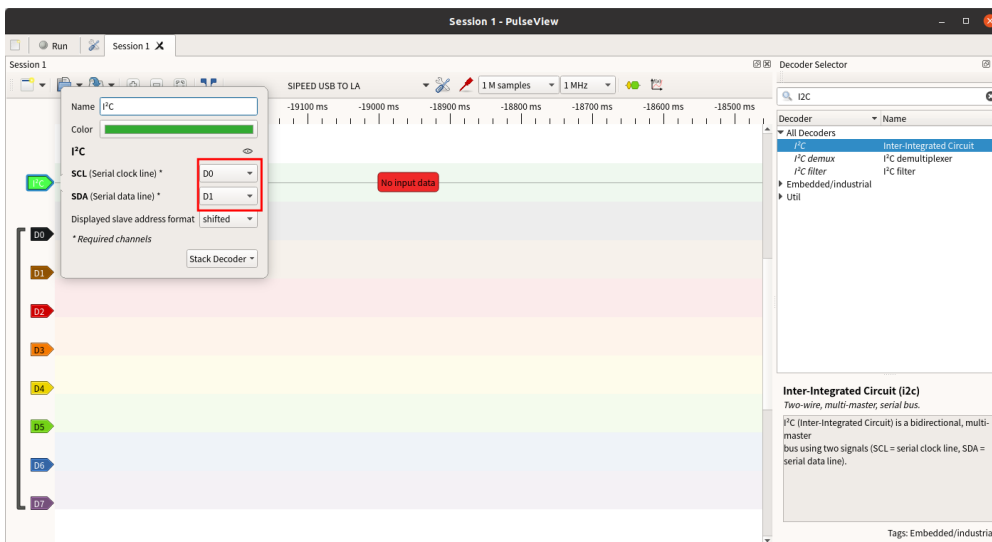 Session 1 - PulseView
Run
Session 1
Session 1
Decoder Selector
SIPEED USB TO LA
1 M samples
1 MHz
I2C
Name I²C
-19100 ms -19000 ms -18900 ms -18800 ms -18700 ms -18600 ms -18500 ms
Color
Decoder Name
All Decoders
I²C Inter-Integrated Circuit
I²C demux I²C demultiplexer
I²C filter I²C filter
Embedded/industrial
Util
I²C
SCL (Serial clock line) * D0
SDA (Serial data line) * D1
Displayed slave address format shifted
* Required channels
Stack Decoder
I²C
No input data
D0
D1
D2
D3
D4
D5
D6
D7
Inter-Integrated Circuit (i2c)
Two-wire, multi-master, serial bus.
I²C (Inter-Integrated Circuit) is a bidirectional, multi-
master
bus using two signals (SCL = serial clock line, SDA =
serial data line).
Tags: Embedded/industria